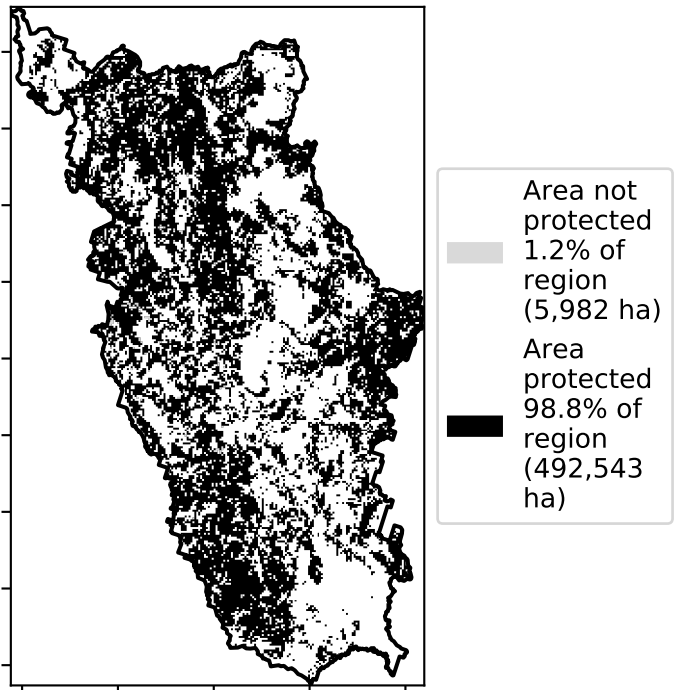 Area not
protected
1.2% of
region
(5,982 ha)
Area
protected
98.8% of
region
(492,543
ha)